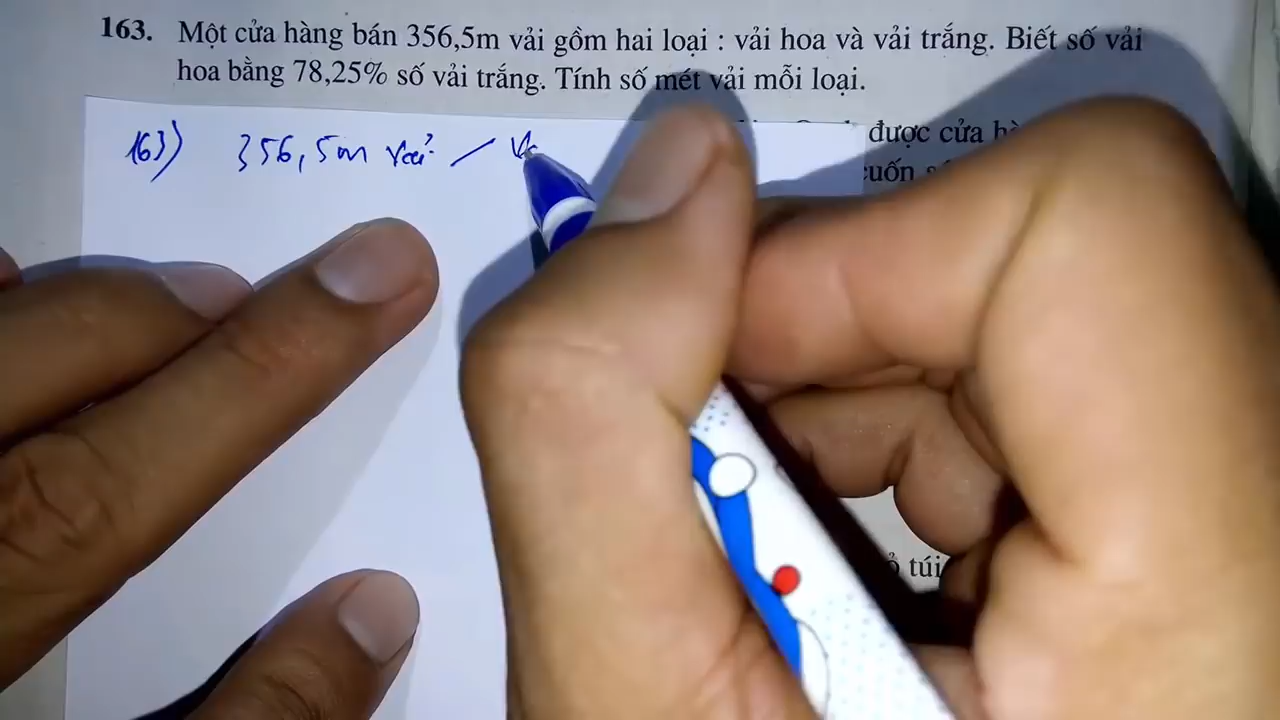 163. Một cửa hàng bán 356,5m vải gồm hai loại : vải hoa và vải trắng. Biết số vải
hoa bằng 78,25% số vải trắng. Tính số mét vải mỗi loại.
được cửa
163) 356,5m vải
túi